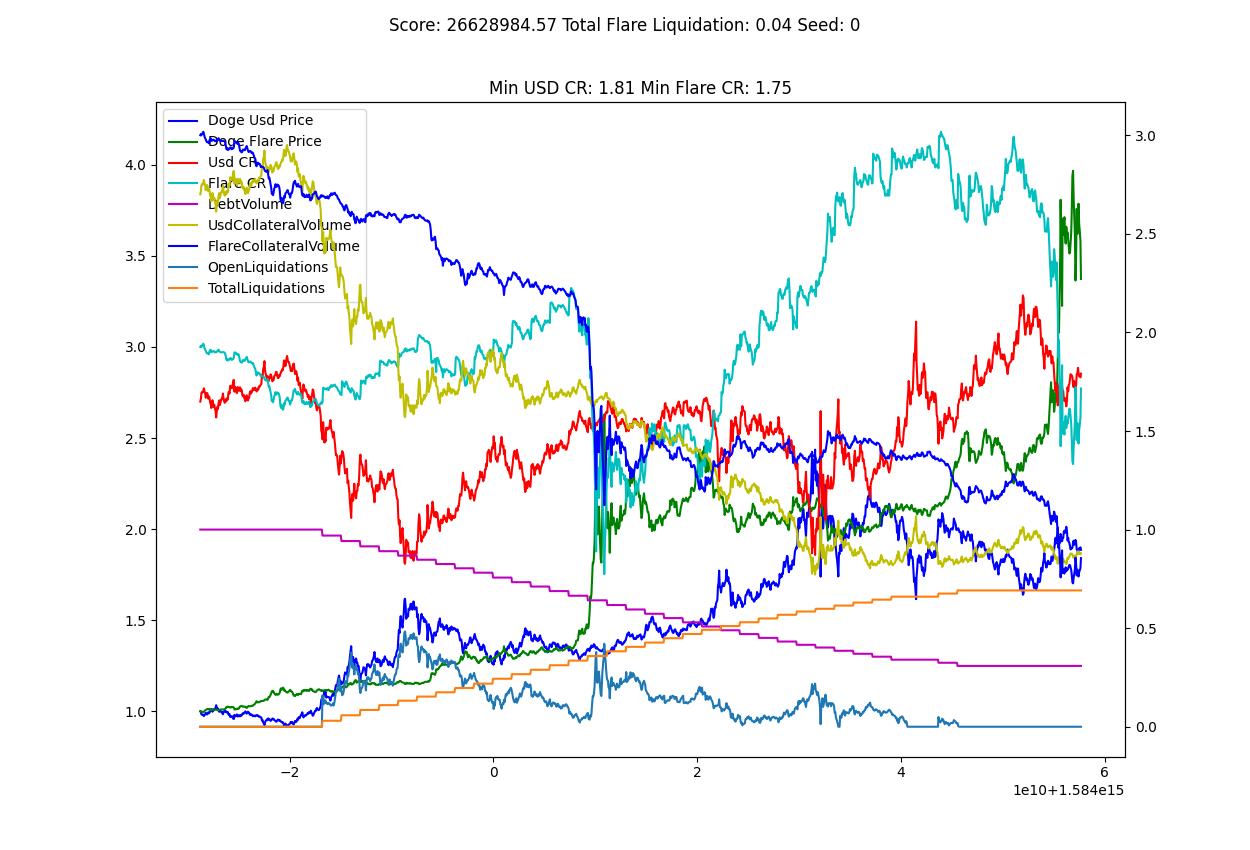 Score: 26628984.57 Total Flare Liquidation: 0.04 Seed: 0
Min USD CR: 1.81 Min Flare CR: 1.75
Doge Usd Price
Doge Flare Price
Usd CR
Flare CR
DebtVolume
UsdCollateralVolume
FlareCollateralVolume
OpenLiquidations
TotalLiquidations
4.0
3.5
3.0
2.5
2.0
1.5
1.0
3.0
2.5
2.0
1.5
1.0
0.5
0.0
−2 0 2 4 6
1e10+1.584e15